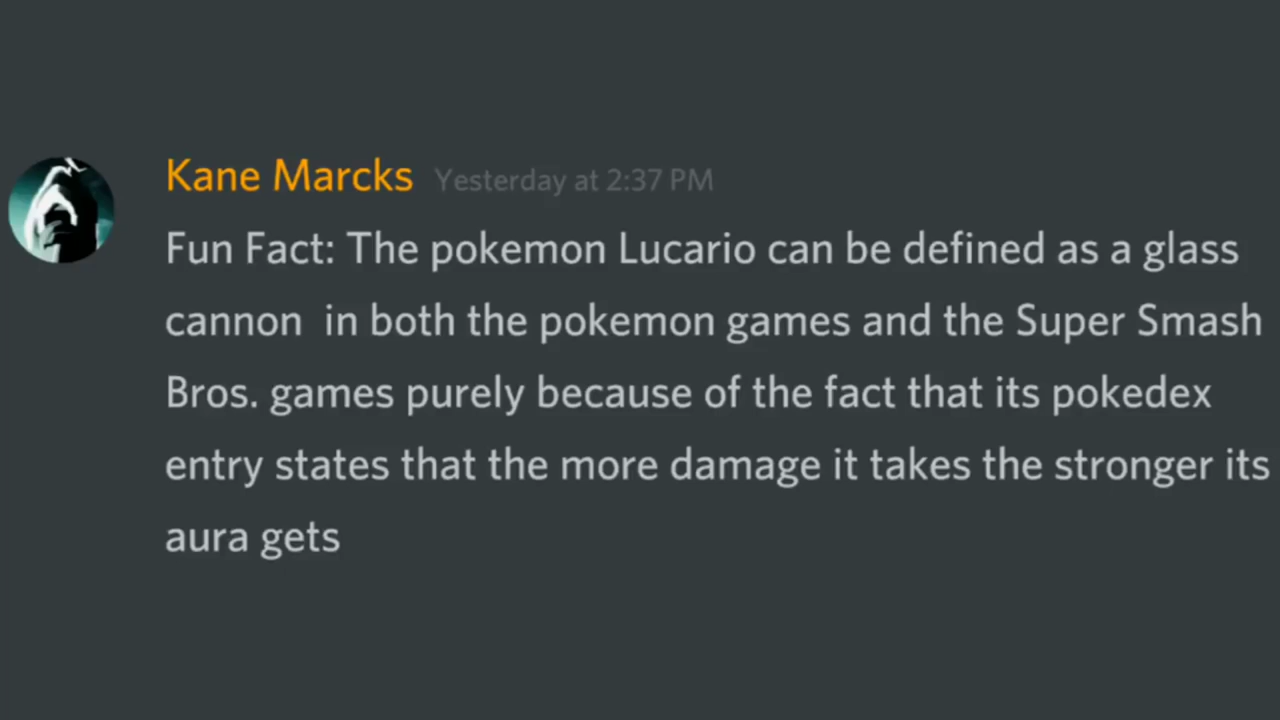 Kane Marcks Yesterday at 2:37 PM
Fun Fact: The pokemon Lucario can be defined as a glass
cannon  in both the pokemon games and the Super Smash
Bros. games purely because of the fact that its pokedex
entry states that the more damage it takes the stronger its
aura gets